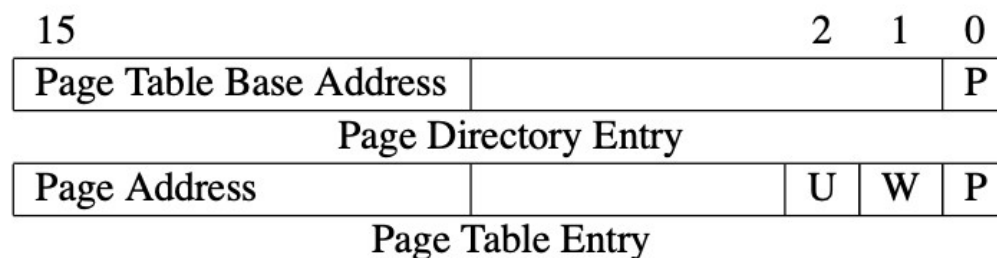 15 2 1 0
Page Table Base Address P
Page Directory Entry
Page Address U W P
Page Table Entry